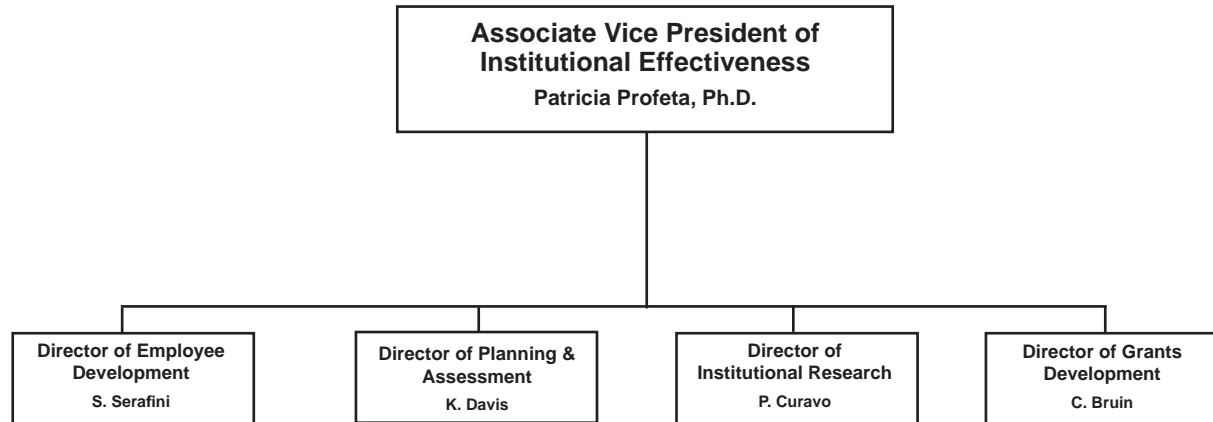 Associate Vice President of
Institutional Effectiveness
Patricia Profeta, Ph.D.
Director of Employee
Development
S. Serafini
Director of Planning &
Assessment
K. Davis
Director of
Institutional Research
P. Curavo
Director of Grants
Development
C. Bruin